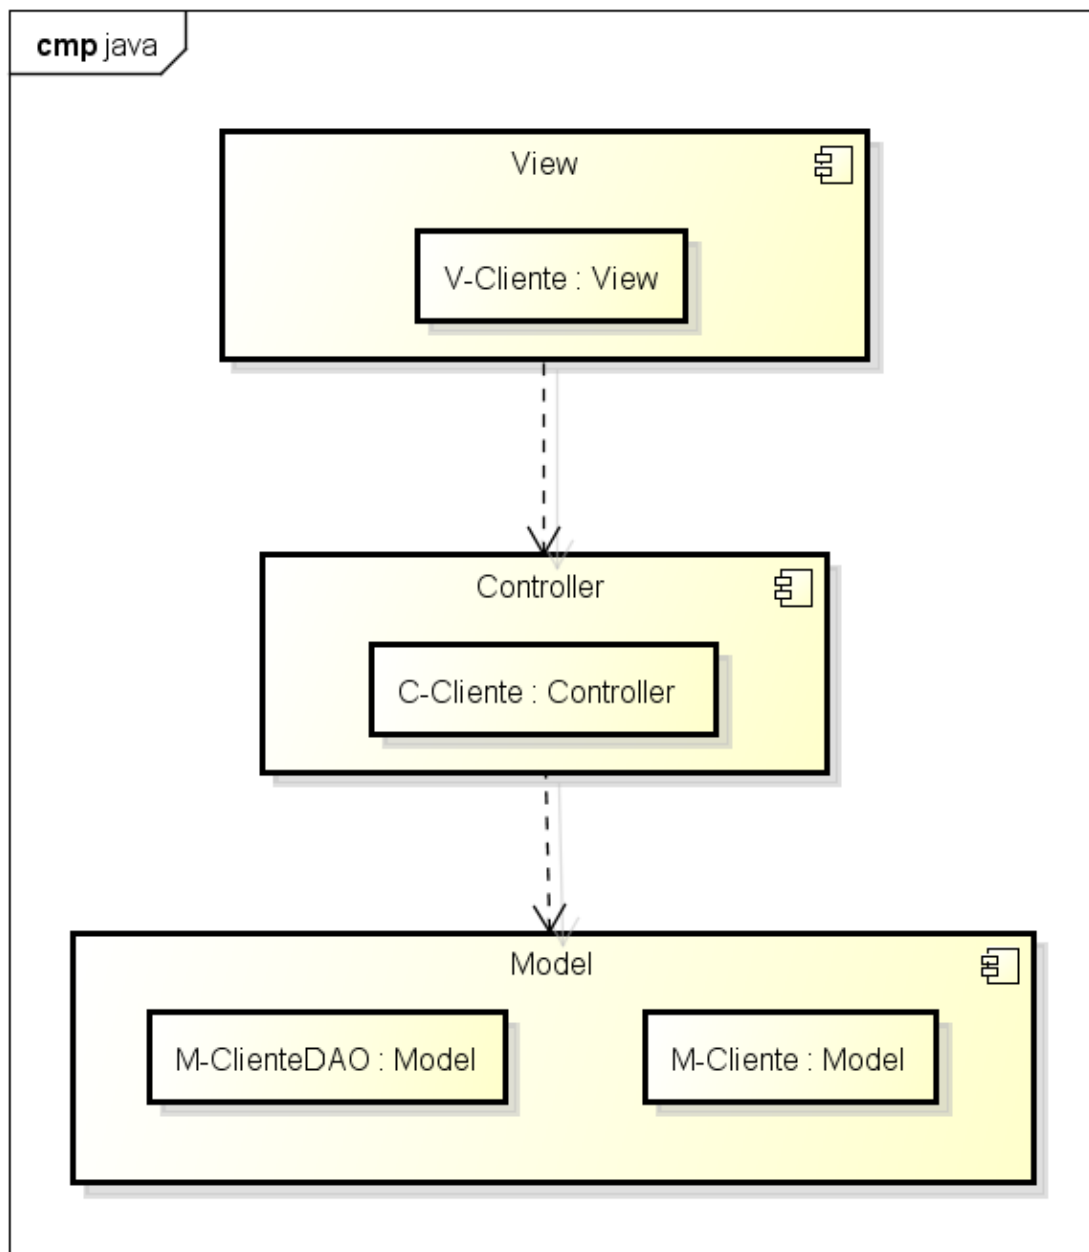 cmp java
View
V-Cliente : View
Controller
C-Cliente : Controller
Model
M-ClienteDAO : Model
M-Cliente : Model